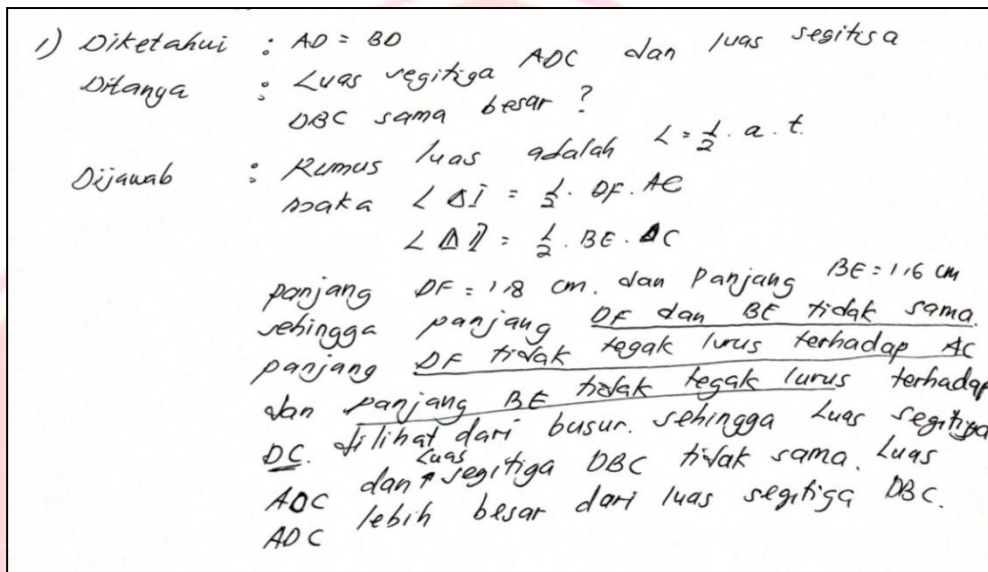 1) Diketahui : AD = BD
Ditanya : Luas segitiga ADC dan luas segitiga
DBC sama besar ?
Dijawab : Rumus luas adalah L = 1/2 . a . t.
maka L Δ I = 1/2 . DF . AC
L Δ II = 1/2 . BE . DC
panjang DF = 1,8 cm. dan Panjang BE = 1,6 cm
sehingga panjang DF dan BE tidak sama.
panjang DF tidak tegak lurus terhadap AC
dan panjang BE tidak tegak lurus terhadap
DC. dilihat dari busur. sehingga Luas segitiga
ADC dan Luas segitiga DBC tidak sama. Luas
ADC lebih besar dari luas segitiga DBC.